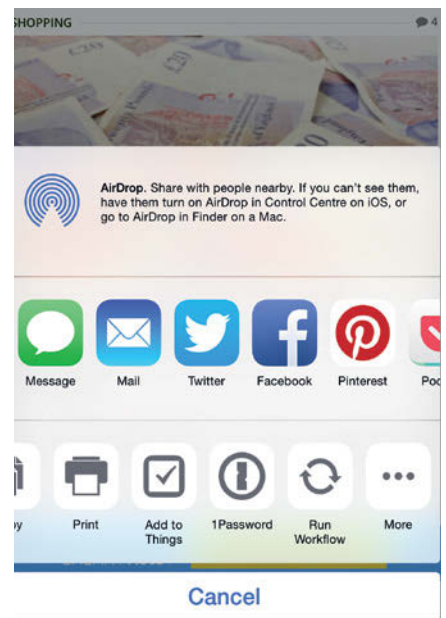 SHOPPING 4
AirDrop. Share with people nearby. If you can't see them,
have them turn on AirDrop in Control Centre on iOS, or
go to AirDrop in Finder on a Mac.
Message Mail Twitter Facebook Pinterest Poc
py Print Add to Things 1Password Run Workflow More
Cancel